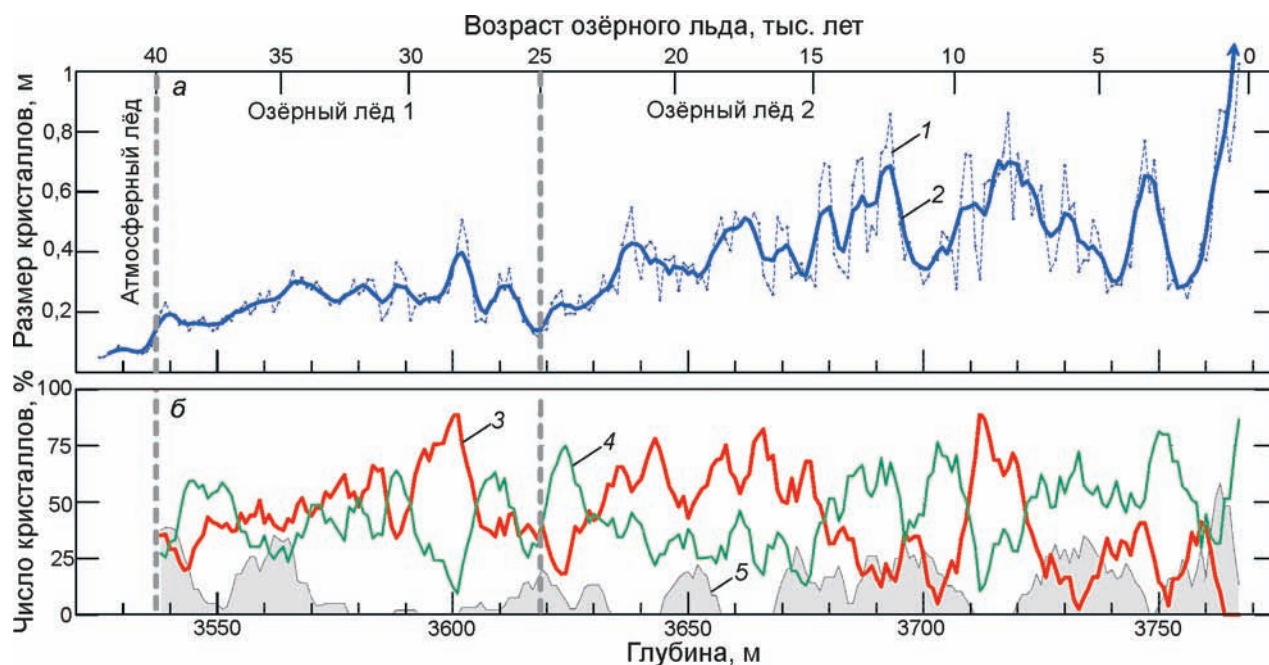 Возраст озёрного льда, тыс. лет
40 35 30 25 20 15 10 5 0
Размер кристаллов, м
1
0,8
0,6
0,4
0,2
а
Атмосферный лёд
Озёрный лёд 1
Озёрный лёд 2
1
2
Число кристаллов, %
100
75
50
25
0
б
3
4
5
3550 3600 3650 3700 3750
Глубина, м